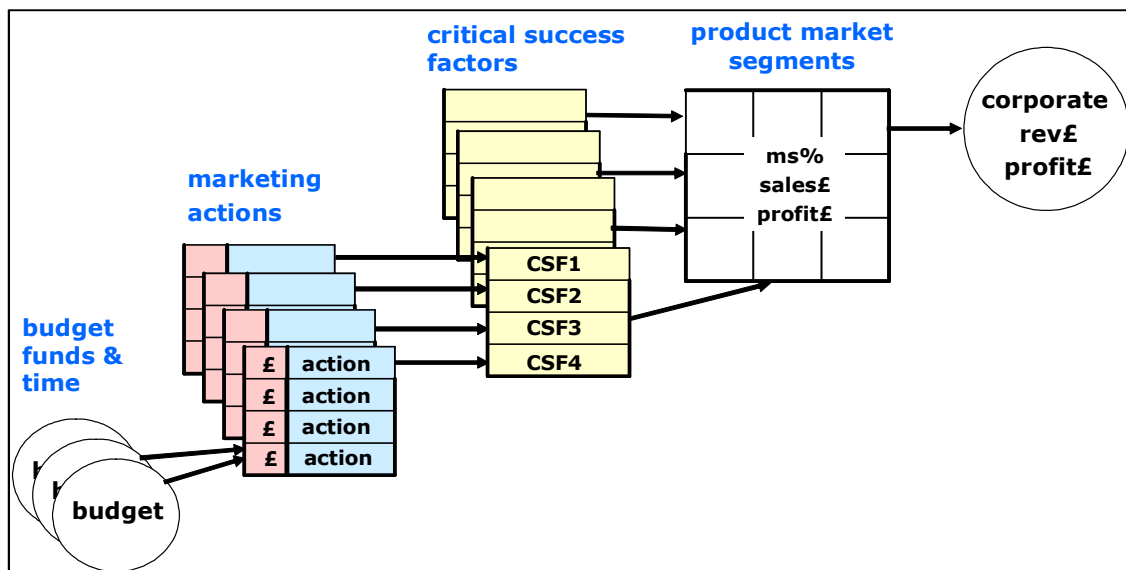 critical success
factors
product market
segments
corporate
rev£
profit£
ms%
sales£
profit£
marketing
actions
CSF1
CSF2
CSF3
CSF4
budget
funds &
time
£ action
£ action
£ action
£ action
budget